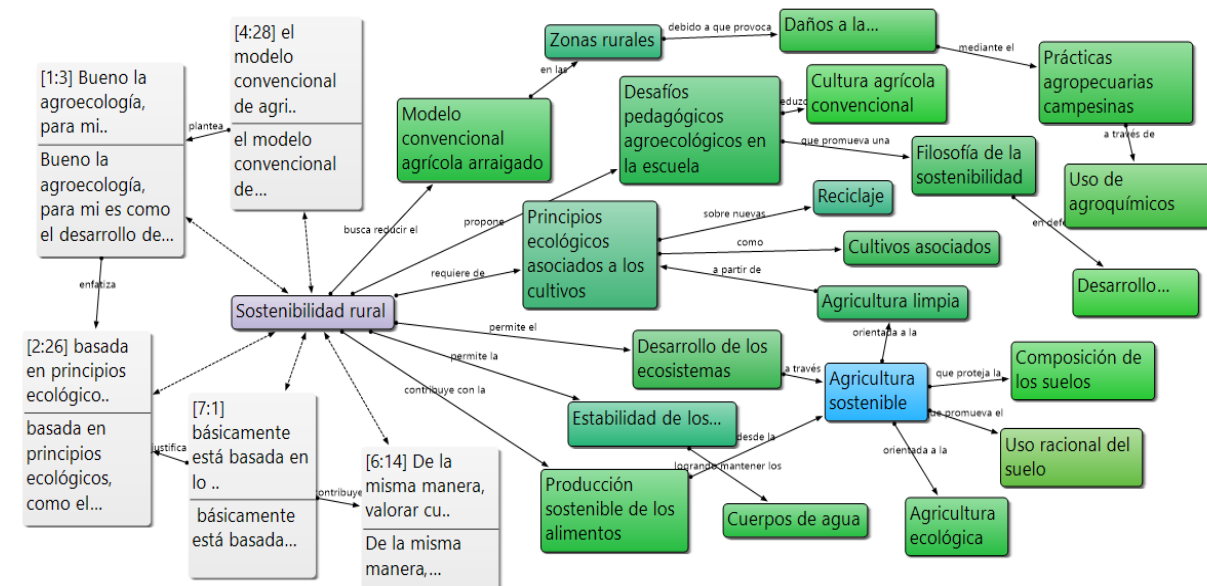 [4:28] el
modelo
convencional
de agri..
el modelo
convencional
de...
[1:3] Bueno la
agroecología,
para mi..
Bueno la
agroecología,
para mi es como
el desarrollo de...
plantea
enfatiza
[2:26] basada
en principios
ecológico..
basada en
principios
ecológicos,
como el...
[7:1]
básicamente
está basada en
lo ..
básicamente
está basada...
justifica
contribuye
[6:14] De la
misma manera,
valorar cu..
De la misma
manera,...
Sostenibilidad rural
busca reducir el
propone
requiere de
permite el
permite la
contribuye con la
Modelo
convencional
agrícola arraigado
en las
Zonas rurales
debido a que provoca
Daños a la...
mediante el
Prácticas
agropecuarias
campesinas
a través de
Uso de
agroquímicos
Desafíos
pedagógicos
agroecológicos en
la escuela
Cultura agrícola
convencional
que promueva una
Filosofía de la
sostenibilidad
Desarrollo...
Principios
ecológicos
asociados a los
cultivos
sobre nuevas
Reciclaje
como
Cultivos asociados
a partir de
Agricultura limpia
orientada a la
Desarrollo de los
ecosistemas
a través
Agricultura
sostenible
que proteja la
Composición de
los suelos
promueva el
Uso racional del
suelo
orientada a la
Agricultura
ecológica
Estabilidad de los...
desde la
logrando mantener los
Cuerpos de agua
Producción
sostenible de los
alimentos